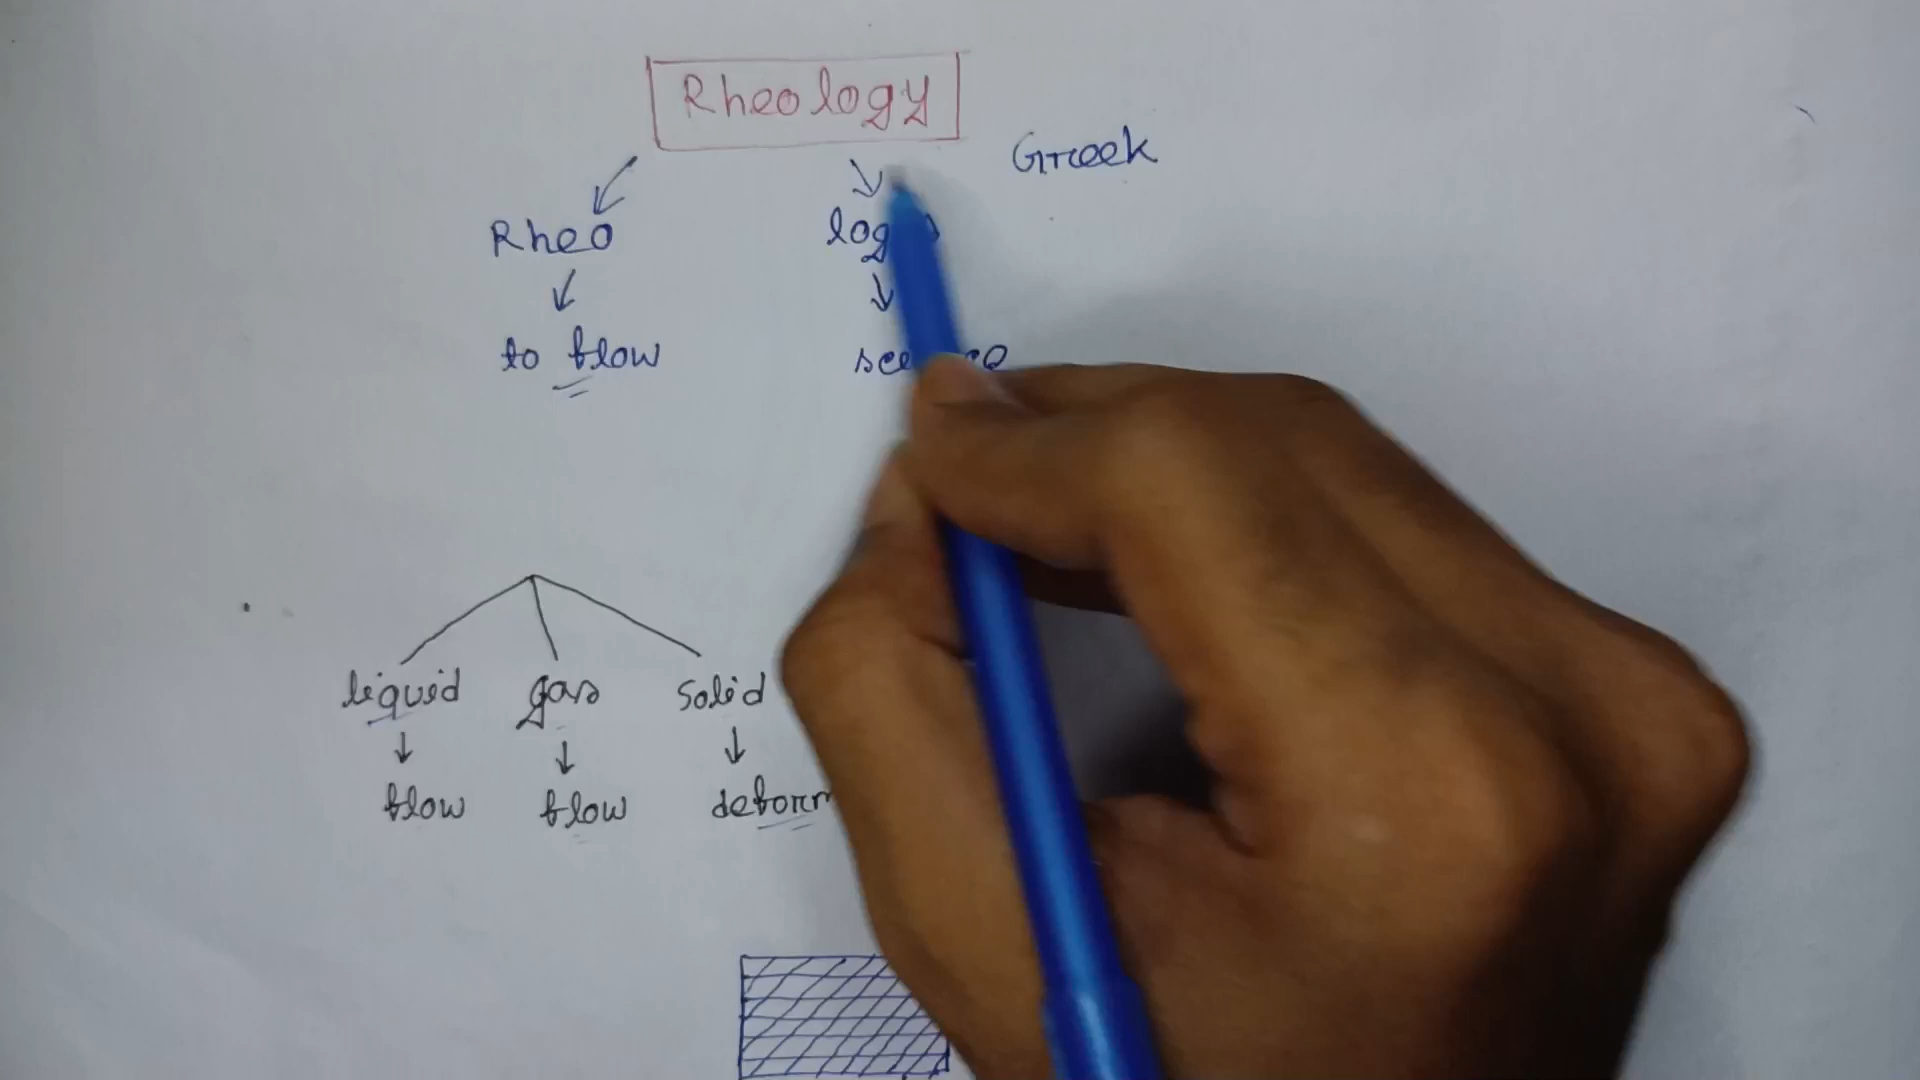 Rheology
Greek
Rheo
to flow
liquid gas solid
flow flow